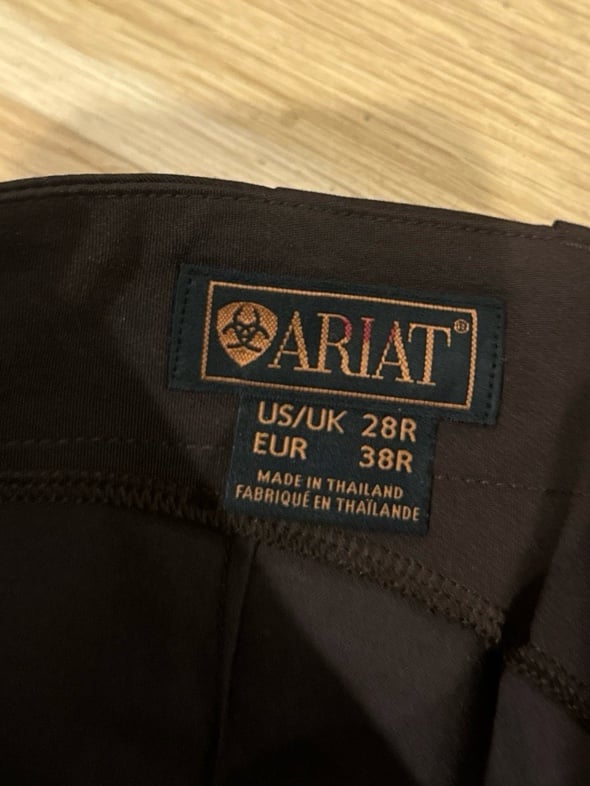 ARIAT®
US/UK 28R
EUR 38R
MADE IN THAILAND
FABRIQUÉ EN THAÏLANDE